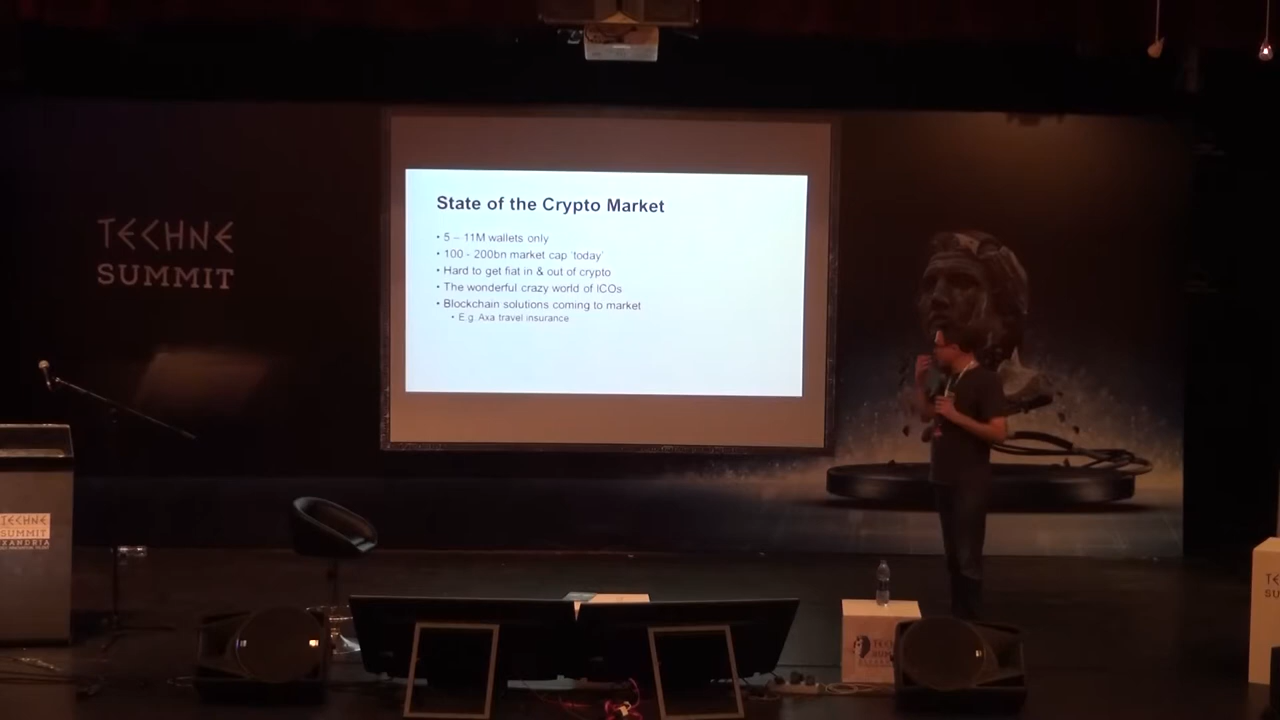 TECHNE
SUMMIT
State of the Crypto Market
• 5 – 11M wallets only
• 100 - 200bn market cap 'today'
• Hard to get fiat in & out of crypto
• The wonderful crazy world of ICOs
• Blockchain solutions coming to market
• E.g. Axa travel insurance
TECHNE
SUMMIT
XANDRIA